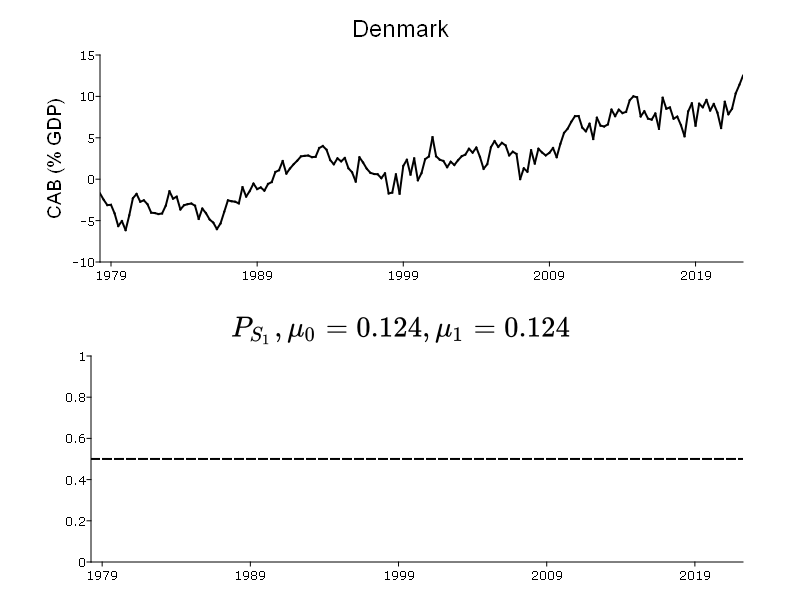 Denmark
CAB (% GDP)
15
10
5
0
−5
−10
1979 1989 1999 2009 2019
P_{S_1}, μ_0 = 0.124, μ_1 = 0.124
1
0.8
0.6
0.4
0.2
0
1979 1989 1999 2009 2019